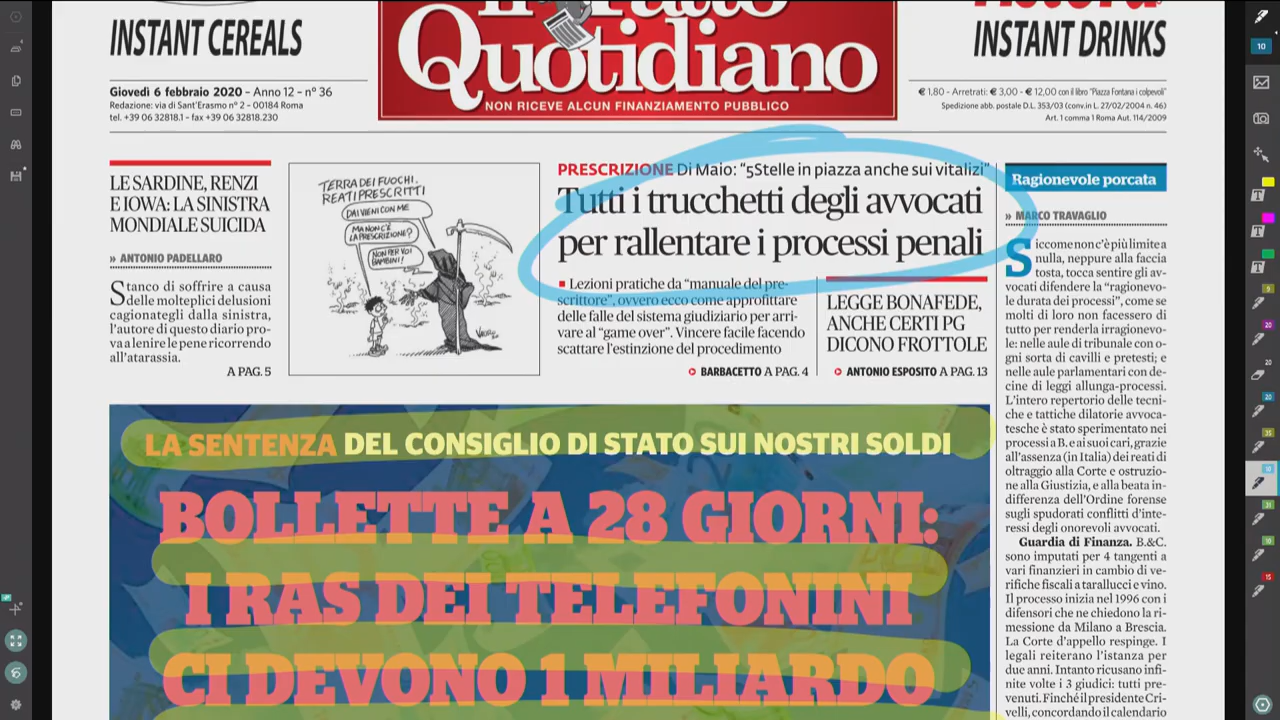 INSTANT CEREALS
Il Fatto
Quotidiano
NON RICEVE ALCUN FINANZIAMENTO PUBBLICO
INSTANT DRINKS
Giovedì 6 febbraio 2020 – Anno 12 – n° 36
Redazione: via di Sant'Erasmo n° 2 – 00184 Roma
tel. +39 06 32818.1 – fax +39 06 32818.230
€ 1,80 – Arretrati: € 3,00 – € 12,00 con il libro "Piazza Fontana i colpevoli"
Spedizione abb. postale D.L. 353/03 (conv.in L. 27/02/2004 n. 46)
Art. 1 comma 1 Roma Aut. 114/2009
LE SARDINE, RENZI
E IOWA: LA SINISTRA
MONDIALE SUICIDA
» ANTONIO PADELLARO
Stanco di soffrire a causa
delle molteplici delusioni
cagionategli dalla sinistra,
l'autore di questo diario pro-
va a lenire le pene ricorrendo
all'atarassia.
A PAG. 5
TERRA DEI FUOCHI.
REATI PRESCRITTI
DAI VIENI CON ME
MA NON C'È
LA PRESCRIZIONE?
NON PER VOI
BAMBINI!
PRESCRIZIONE Di Maio: "5Stelle in piazza anche sui vitalizi"
Tutti i trucchetti degli avvocati
per rallentare i processi penali
■ Lezioni pratiche da "manuale del pre-
scrittore", ovvero ecco come approfittare
delle falle del sistema giudiziario per arri-
vare al "game over". Vincere facile facendo
scattare l'estinzione del procedimento
BARBACETTO A PAG. 4
LEGGE BONAFEDE,
ANCHE CERTI PG
DICONO FROTTOLE
ANTONIO ESPOSITO A PAG. 13
Ragionevole porcata
» MARCO TRAVAGLIO
Siccome non c'è più limite a
nulla, neppure alla faccia
tosta, tocca sentire gli av-
vocati difendere la "ragionevo-
le durata dei processi", come se
molti di loro non facessero di
tutto per renderla irragionevo-
le: nelle aule di tribunale con o-
gni sorta di cavilli e pretesti; e
nelle aule parlamentari con de-
cine di leggi allunga-processi.
L'intero repertorio delle tecni-
che e tattiche dilatorie avvoca-
tesche è stato sperimentato nei
processi a B. e ai suoi cari, grazie
all'assenza (in Italia) dei reati di
oltraggio alla Corte e ostruzio-
ne alla Giustizia, e alla beata in-
differenza dell'Ordine forense
sugli spudorati conflitti d'inte-
ressi degli onorevoli avvocati.
Guardia di Finanza. B.&C.
sono imputati per 4 tangenti a
vari finanzieri in cambio di ve-
rifiche fiscali a tarallucci e vino.
Il processo inizia nel 1996 con i
difensori che ne chiedono la ri-
messione da Milano a Brescia.
La Corte d'appello respinge. I
legali reiterano l'istanza per
due anni. Intanto ricusano infi-
nite volte i 3 giudici: tutti pre-
venuti. Finché il presidente Cri-
velli, concordando il calendario
LA SENTENZA DEL CONSIGLIO DI STATO SUI NOSTRI SOLDI
BOLLETTE A 28 GIORNI:
I RAS DEI TELEFONINI
CI DEVONO 1 MILIARDO